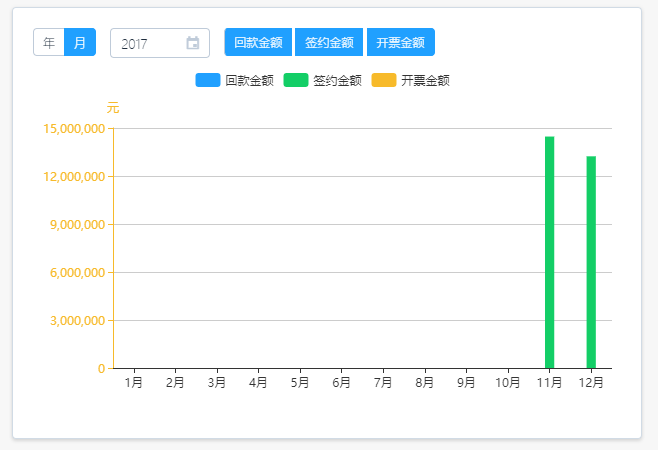 年 月 2017 回款金额 签约金额 开票金额
回款金额 签约金额 开票金额
元
15,000,000
12,000,000
9,000,000
6,000,000
3,000,000
0
1月 2月 3月 4月 5月 6月 7月 8月 9月 10月 11月 12月